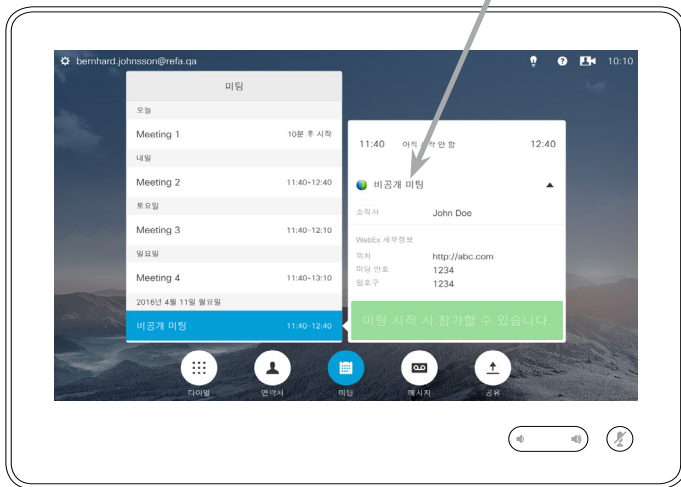 bernhard.johnsson@refa.qa
10:10
미팅
오늘
Meeting 1 10분 후 시작
내일
Meeting 2 11:40-12:40
토요일
Meeting 3 11:40-12:10
일요일
Meeting 4 11:40-13:10
2016년 4월 11일 월요일
비공개 미팅 11:40-12:40
11:40 아직 시작 안 함 12:40
비공개 미팅
조직자 John Doe
WebEx 세부정보
위치 http://abc.com
미팅 번호 1234
암호구 1234
미팅 시작 시 참가할 수 있습니다.
다이얼 연락처 미팅 메시지 공유